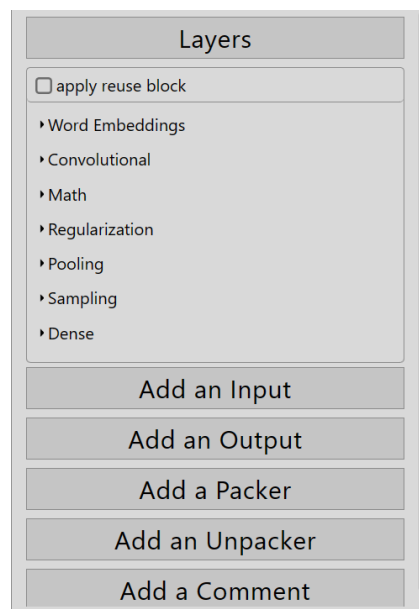 Layers
apply reuse block
Word Embeddings
Convolutional
Math
Regularization
Pooling
Sampling
Dense
Add an Input
Add an Output
Add a Packer
Add an Unpacker
Add a Comment